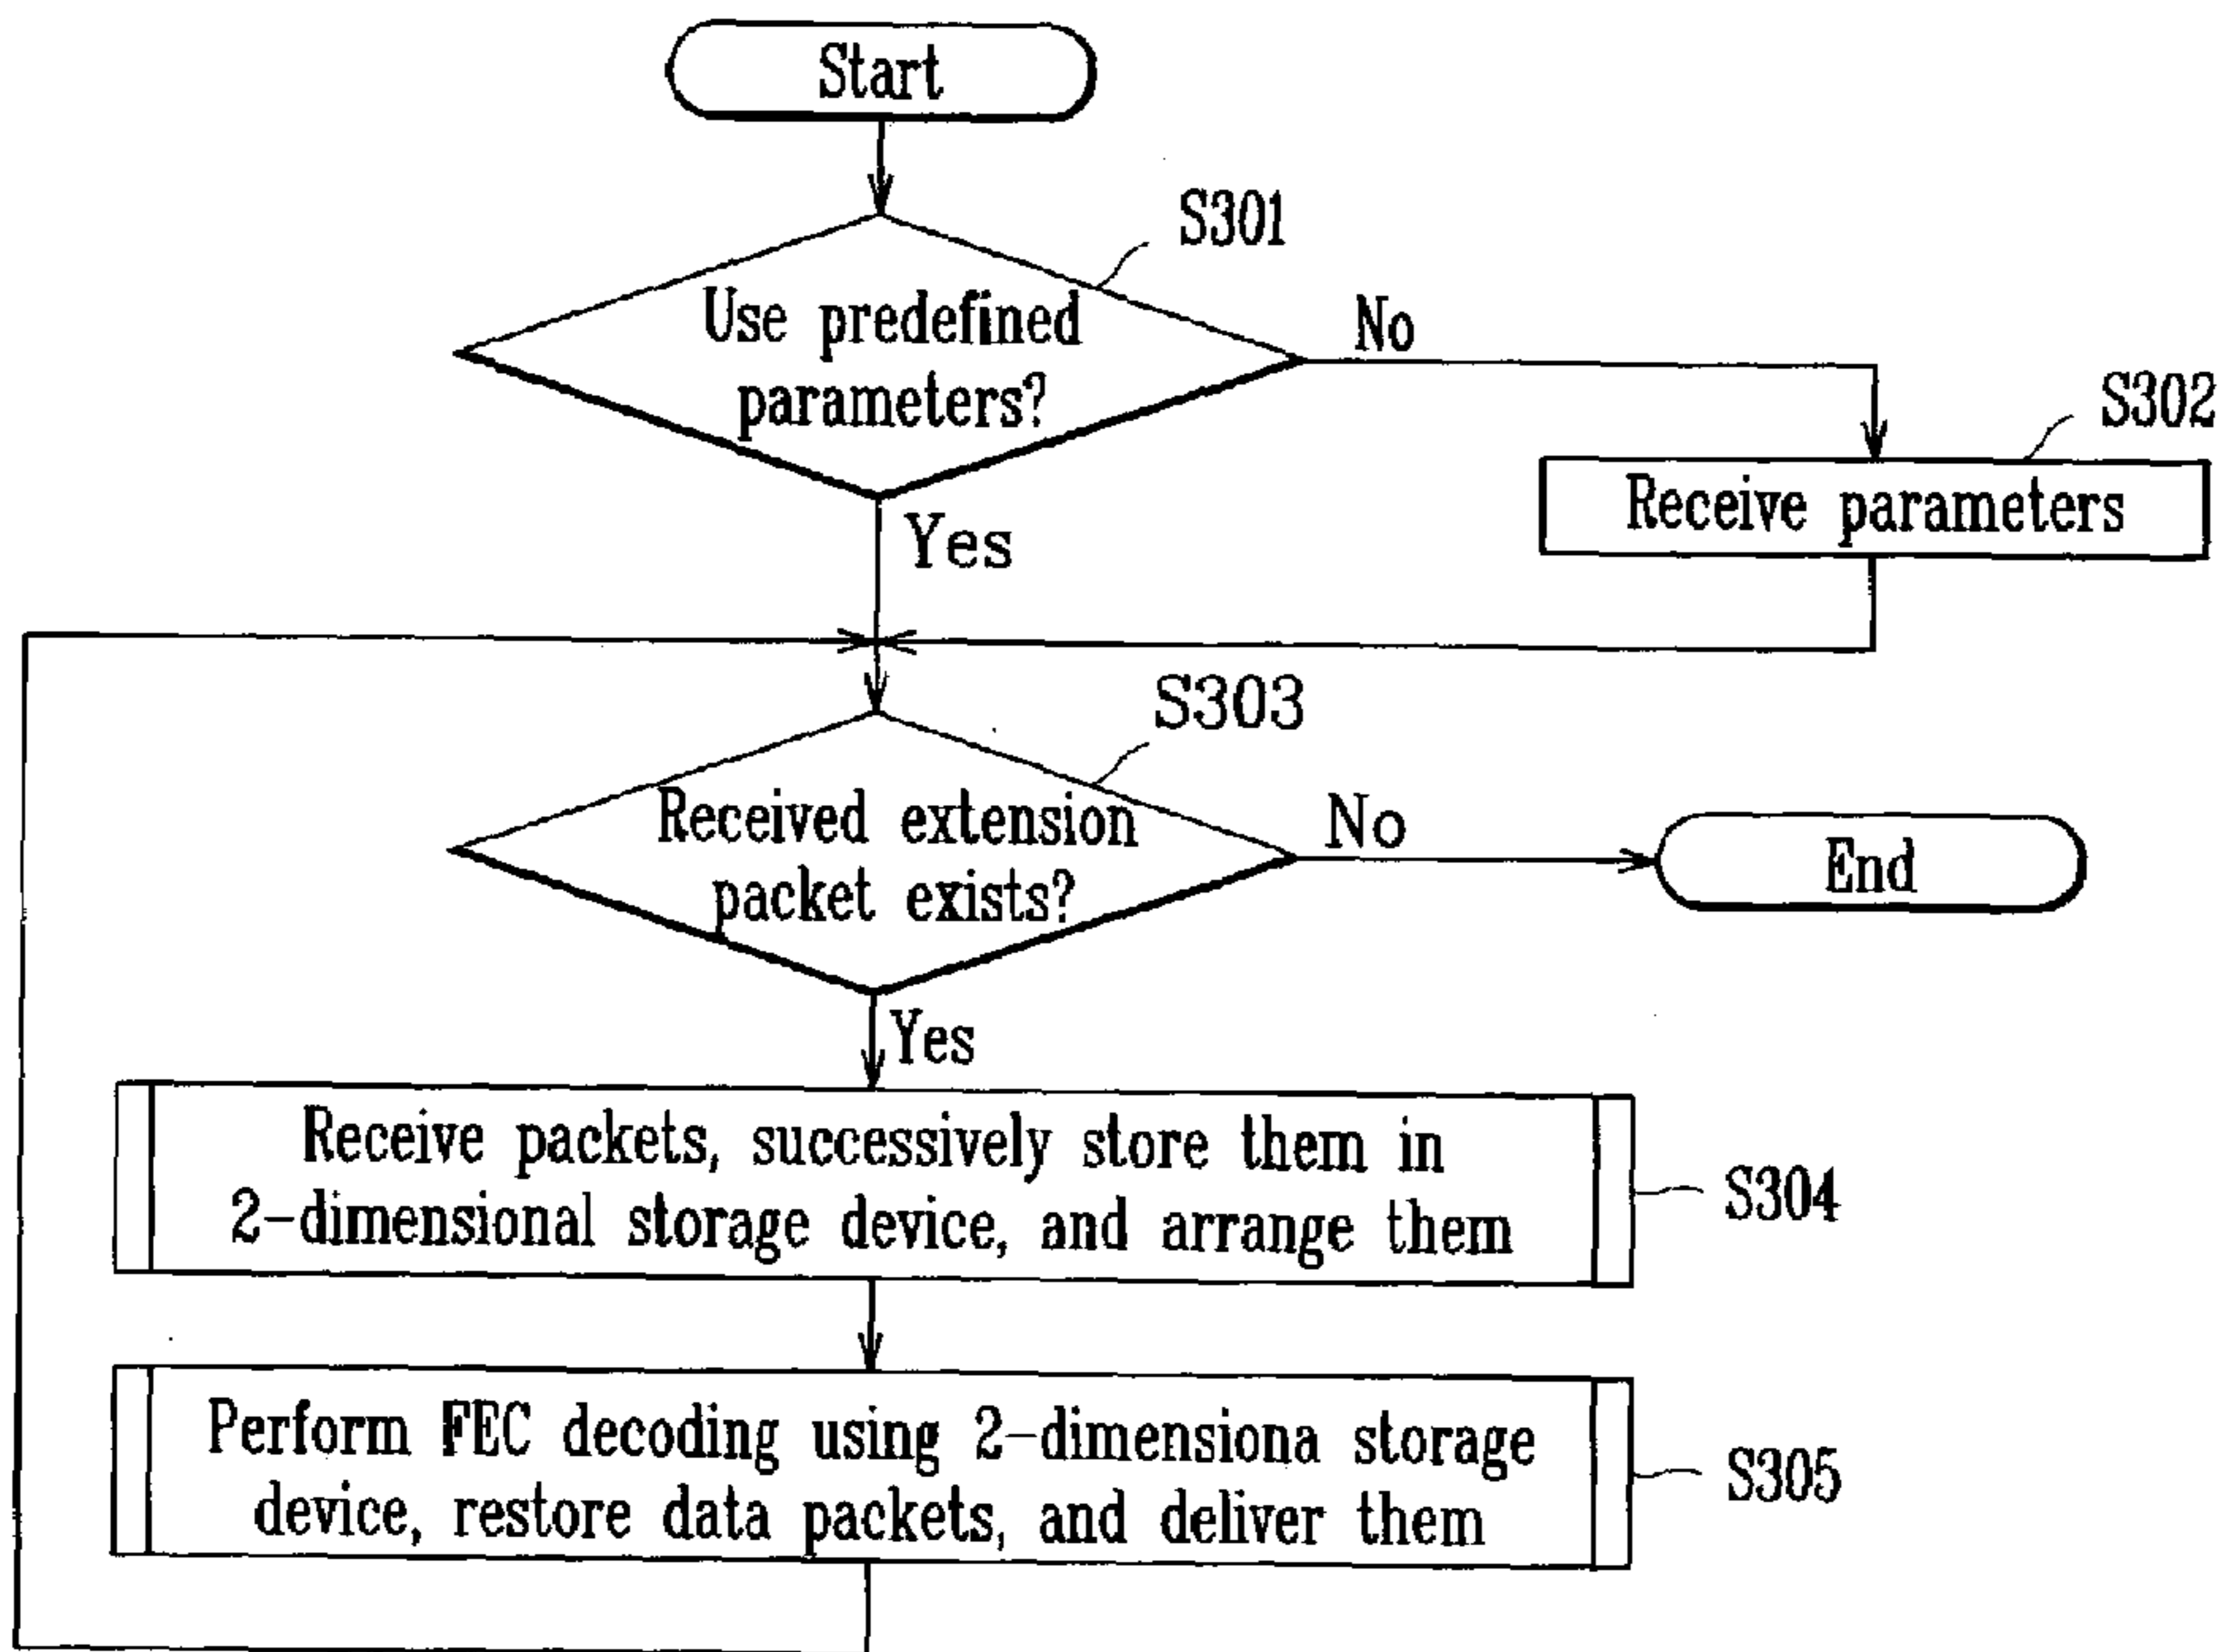 Start
S301
Use predefined
parameters?
No
S302
Receive parameters
Yes
S303
Received extension
packet exists?
No
End
Yes
Receive packets, successively store them in
2-dimensional storage device, and arrange them
S304
Perform FEC decoding using 2-dimensiona storage
device, restore data packets, and deliver them
S305